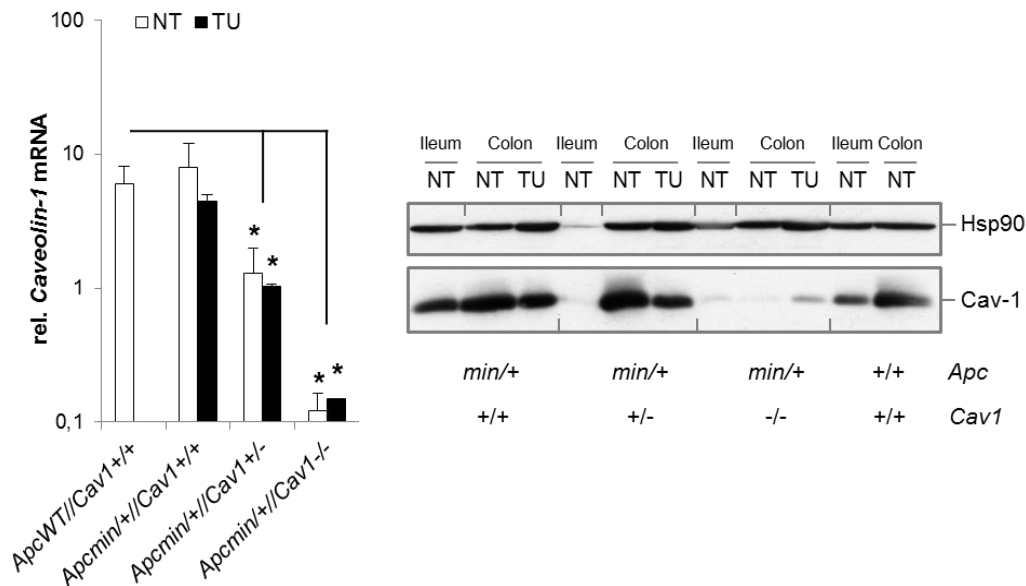 NT TU
100
10
1
0,1
rel. Caveolin-1 mRNA
* *
* *
ApcWT//Cav1+/+
Apcmin/+//Cav1+/+
Apcmin/+//Cav1+/-
Apcmin/+//Cav1-/-
Ileum Colon Ileum Colon Ileum Colon Ileum Colon
NT NT TU NT NT TU NT NT TU NT NT
Hsp90
Cav-1
min/+ min/+ min/+ +/+ Apc
+/+ +/- -/- +/+ Cav1